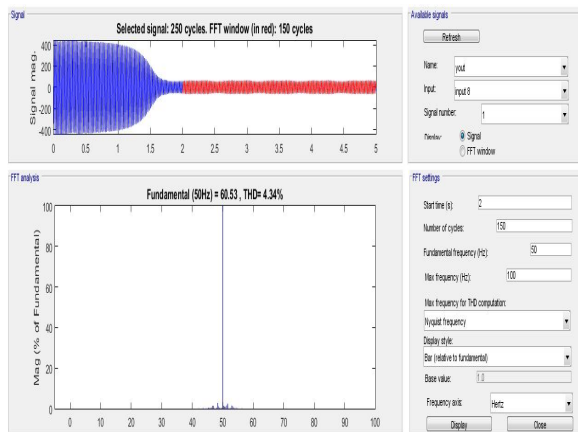 Signal
Selected signal: 250 cycles. FFT window (in red): 150 cycles
Signal mag.
400
200
0
-200
-400
0 0.5 1 1.5 2 2.5 3 3.5 4 4.5 5
FFT analysis
Fundamental (50Hz) = 60.53 , THD= 4.34%
Mag (% of Fundamental)
100
80
60
40
20
0
0 10 20 30 40 50 60 70 80 90 100
Available signals
Refresh
Name: yout
Input: input 8
Signal number: 1
Display: Signal
FFT window
FFT settings
Start time (s): 2
Number of cycles: 150
Fundamental frequency (Hz): 50
Max frequency (Hz): 100
Max frequency for THD computation:
Nyquist frequency
Display style:
Bar (relative to fundamental)
Base value: 1.0
Frequency axis: Hertz
Display Close